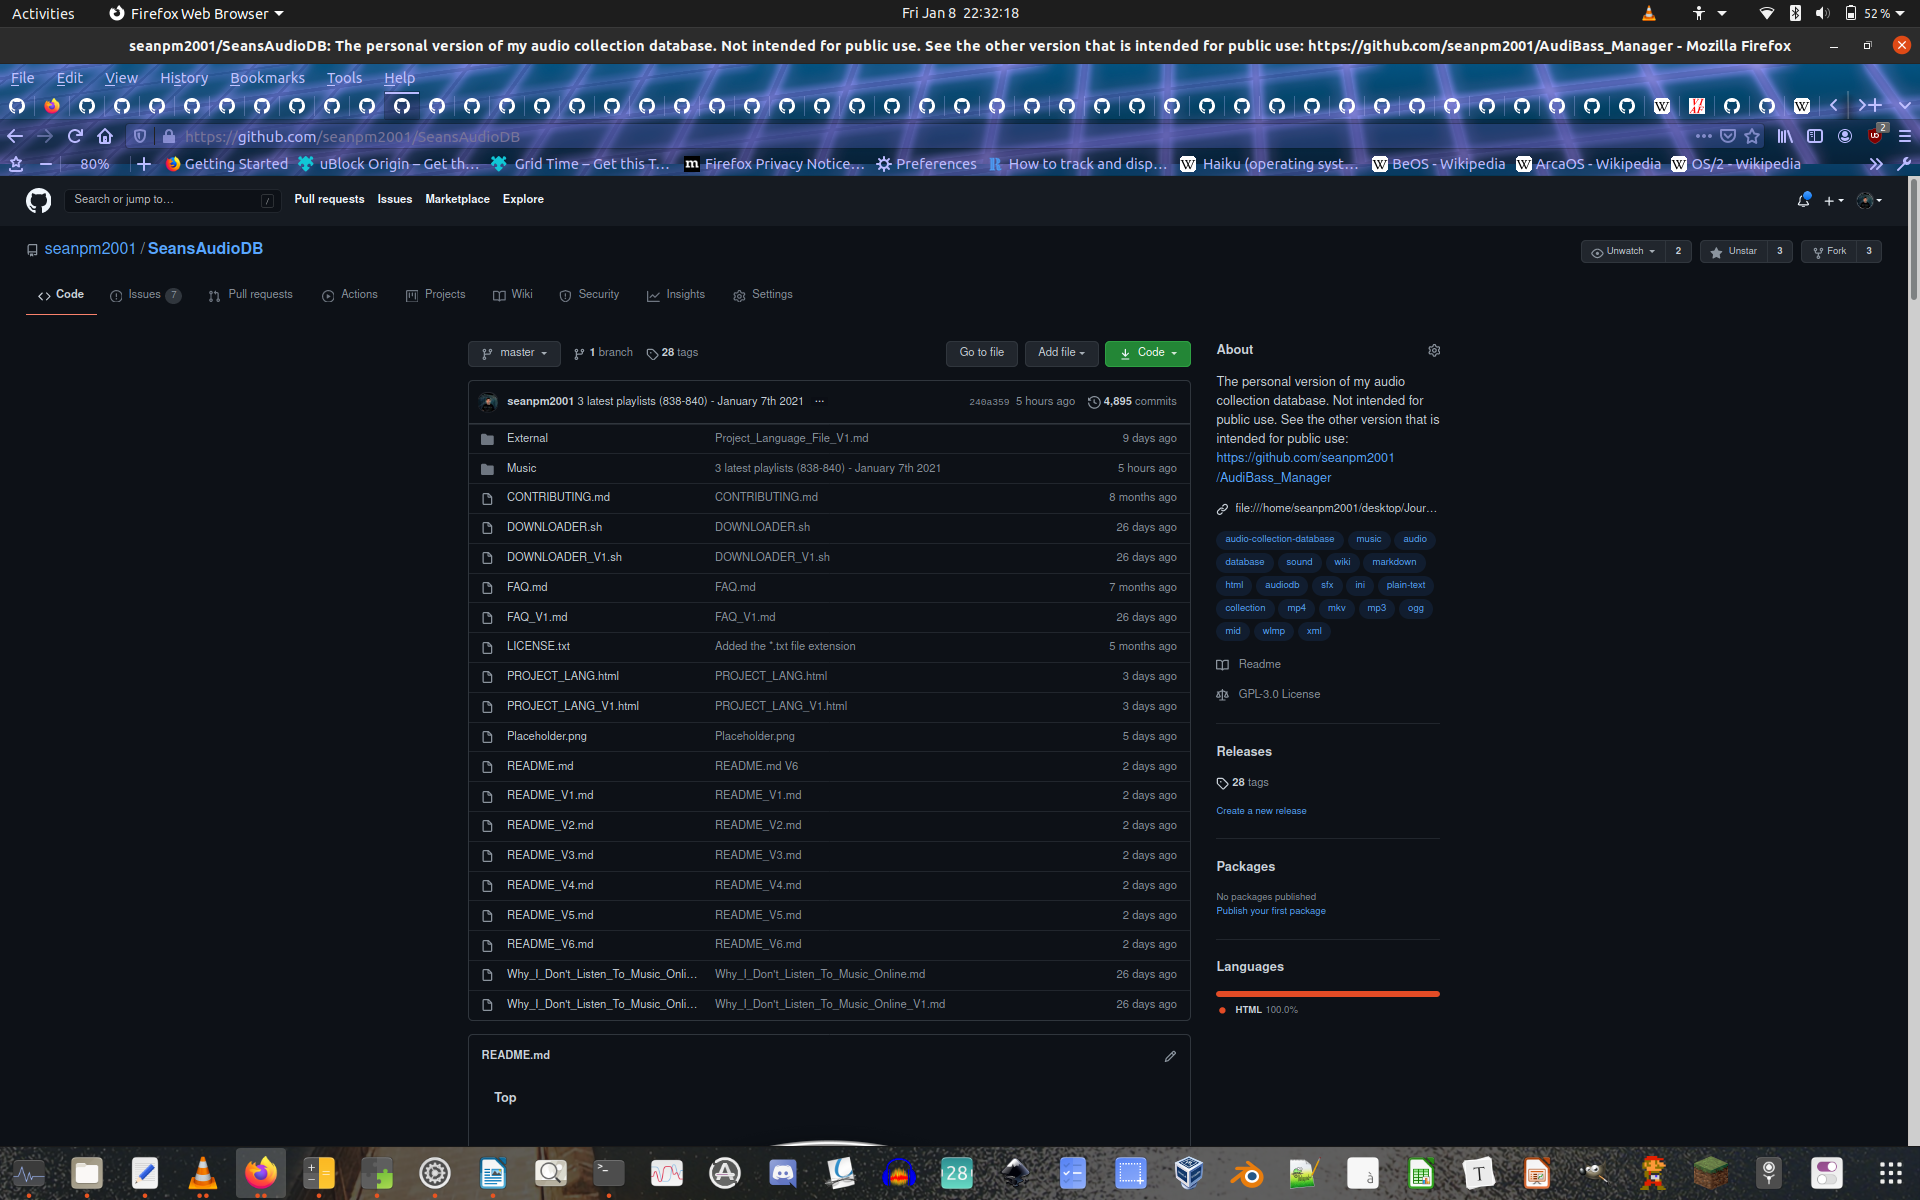 Activities Firefox Web Browser Fri Jan 8 22:32:18 52 %
seanpm2001/SeansAudioDB: The personal version of my audio collection database. Not intended for public use. See the other version that is intended for public use: https://github.com/seanpm2001/AudiBass_Manager - Mozilla Firefox
File Edit View History Bookmarks Tools Help
https://github.com/seanpm2001/SeansAudioDB 2
80% Getting Started uBlock Origin – Get th… Grid Time – Get this T… Firefox Privacy Notice… Preferences How to track and disp… Haiku (operating syst… BeOS - Wikipedia ArcaOS - Wikipedia OS/2 - Wikipedia
Search or jump to… / Pull requests Issues Marketplace Explore
seanpm2001 / SeansAudioDB Unwatch 2 Unstar 3 Fork 3
Code Issues 7 Pull requests Actions Projects Wiki Security Insights Settings
master 1 branch 28 tags Go to file Add file Code
seanpm2001 3 latest playlists (838-840) - January 7th 2021 ... 240a359 5 hours ago 4,895 commits
External Project_Language_File_V1.md 9 days ago
Music 3 latest playlists (838-840) - January 7th 2021 5 hours ago
CONTRIBUTING.md CONTRIBUTING.md 8 months ago
DOWNLOADER.sh DOWNLOADER.sh 26 days ago
DOWNLOADER_V1.sh DOWNLOADER_V1.sh 26 days ago
FAQ.md FAQ.md 7 months ago
FAQ_V1.md FAQ_V1.md 26 days ago
LICENSE.txt Added the *.txt file extension 5 months ago
PROJECT_LANG.html PROJECT_LANG.html 3 days ago
PROJECT_LANG_V1.html PROJECT_LANG_V1.html 3 days ago
Placeholder.png Placeholder.png 5 days ago
README.md README.md V6 2 days ago
README_V1.md README_V1.md 2 days ago
README_V2.md README_V2.md 2 days ago
README_V3.md README_V3.md 2 days ago
README_V4.md README_V4.md 2 days ago
README_V5.md README_V5.md 2 days ago
README_V6.md README_V6.md 2 days ago
Why_I_Don't_Listen_To_Music_Onli… Why_I_Don't_Listen_To_Music_Online.md 26 days ago
Why_I_Don't_Listen_To_Music_Onli… Why_I_Don't_Listen_To_Music_Online_V1.md 26 days ago
README.md
Top
About
The personal version of my audio
collection database. Not intended for
public use. See the other version that is
intended for public use:
https://github.com/seanpm2001
/AudiBass_Manager
file:///home/seanpm2001/desktop/Jour…
audio-collection-database music audio
database sound wiki markdown
html audiodb sfx ini plain-text
collection mp4 mkv mp3 ogg
mid wlmp xml
Readme
GPL-3.0 License
Releases
28 tags
Create a new release
Packages
No packages published
Publish your first package
Languages
HTML 100.0%
28